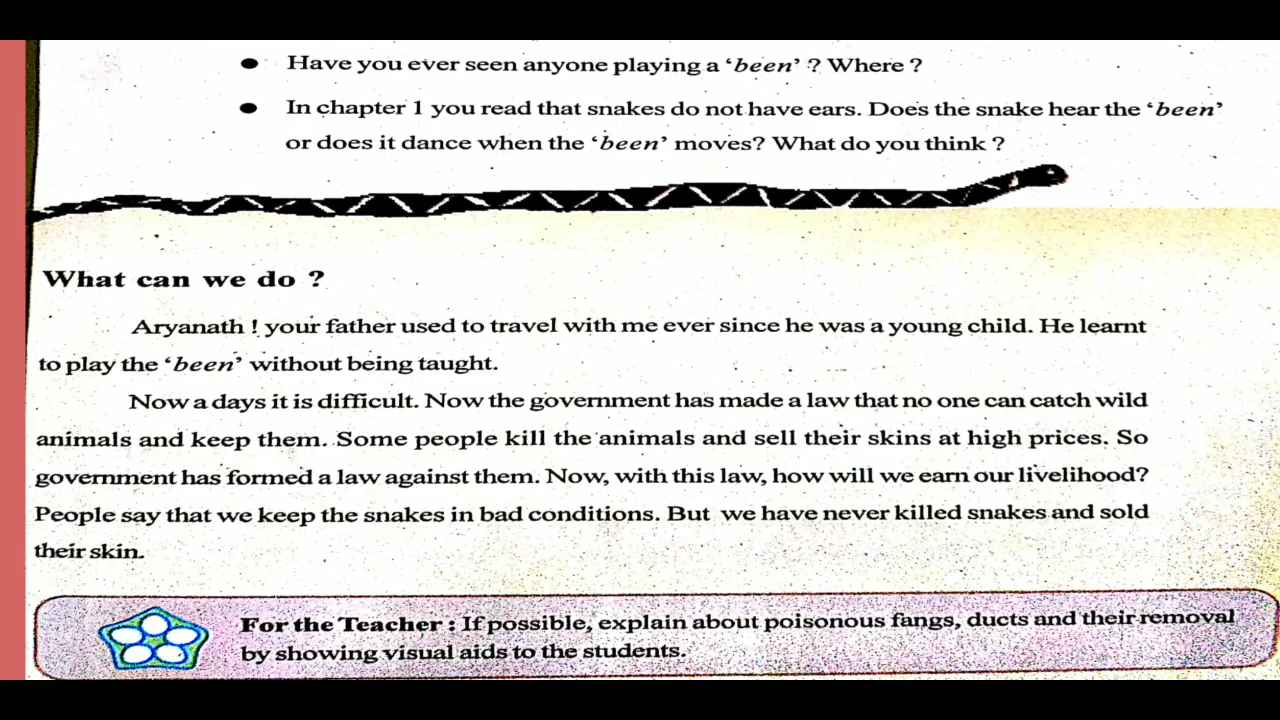 ● Have you ever seen anyone playing a ‘been’ ? Where ?
● In chapter 1 you read that snakes do not have ears. Does the snake hear the ‘been’
or does it dance when the ‘been’ moves? What do you think ?
What can we do ?
Aryanath ! your father used to travel with me ever since he was a young child. He learnt
to play the ‘been’ without being taught.
Now a days it is difficult. Now the government has made a law that no one can catch wild
animals and keep them. Some people kill the animals and sell their skins at high prices. So
government has formed a law against them. Now, with this law, how will we earn our livelihood?
People say that we keep the snakes in bad conditions. But we have never killed snakes and sold
their skin.
For the Teacher : If possible, explain about poisonous fangs, ducts and their removal
by showing visual aids to the students.